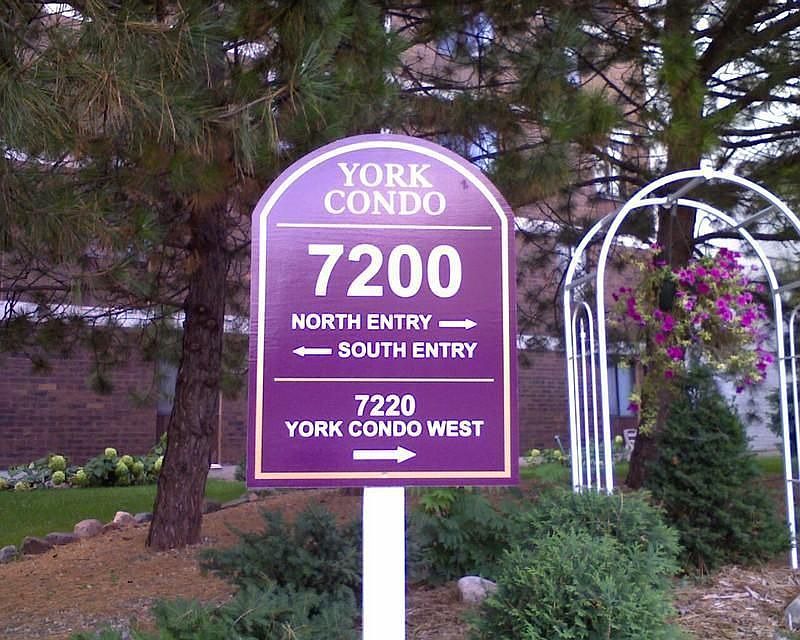 YORK
CONDO
7200
NORTH ENTRY →
← SOUTH ENTRY
7220
YORK CONDO WEST
→